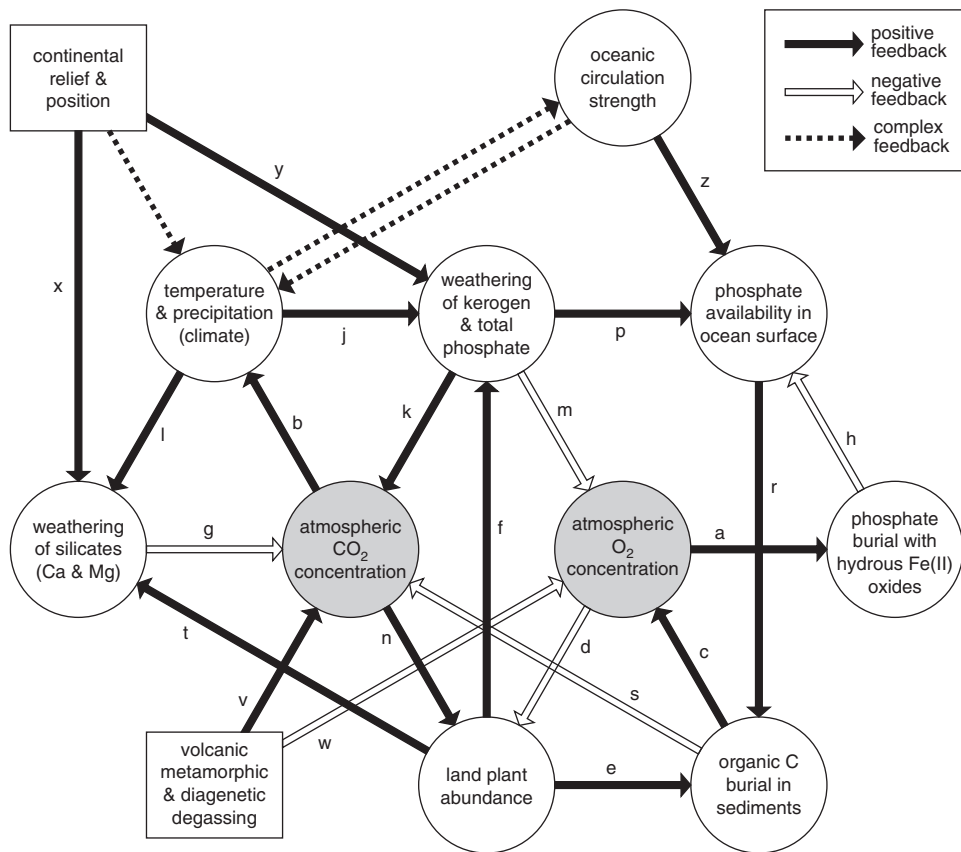 continental
relief &
position
oceanic
circulation
strength
positive
feedback
negative
feedback
complex
feedback
y
z
x
temperature
& precipitation
(climate)
j
weathering
of kerogen
& total
phosphate
p
phosphate
availability in
ocean surface
l
b
k
m
h
weathering
of silicates
(Ca & Mg)
g
atmospheric
CO2
concentration
f
atmospheric
O2
concentration
a
r
phosphate
burial with
hydrous Fe(II)
oxides
t
n
d
c
v
w
s
volcanic
metamorphic
& diagenetic
degassing
land plant
abundance
e
organic C
burial in
sediments